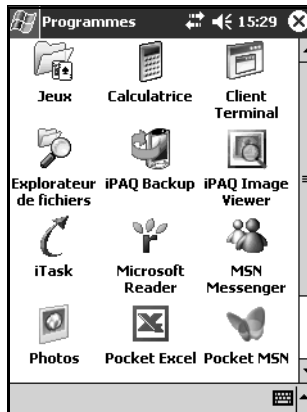 Programmes 15:29
Jeux Calculatrice Client
Terminal
Explorateur iPAQ Backup iPAQ Image
de fichiers Viewer
iTask Microsoft MSN
Reader Messenger
Photos Pocket Excel Pocket MSN